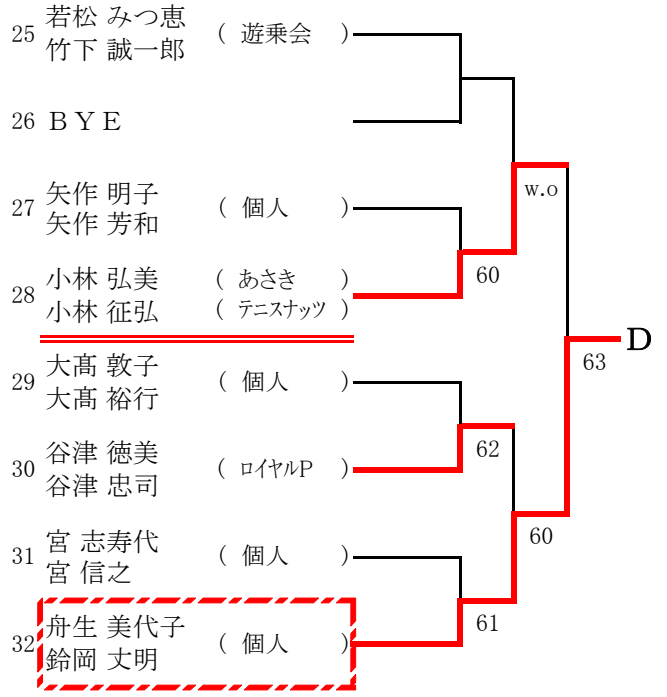 25 若松 みつ恵 ( 遊乗会 )
竹下 誠一郎
26 ＢＹＥ
27 矢作 明子 ( 個人 )
矢作 芳和
w.o
28 小林 弘美 ( あさき )
小林 征弘 ( テニスナッツ )
60
D
63
29 大髙 敦子 ( 個人 )
大髙 裕行
30 谷津 徳美 ( ロイヤルP )
谷津 忠司
62
60
31 宮 志寿代 ( 個人 )
宮 信之
32 舟生 美代子 ( 個人 )
鈴岡 丈明
61